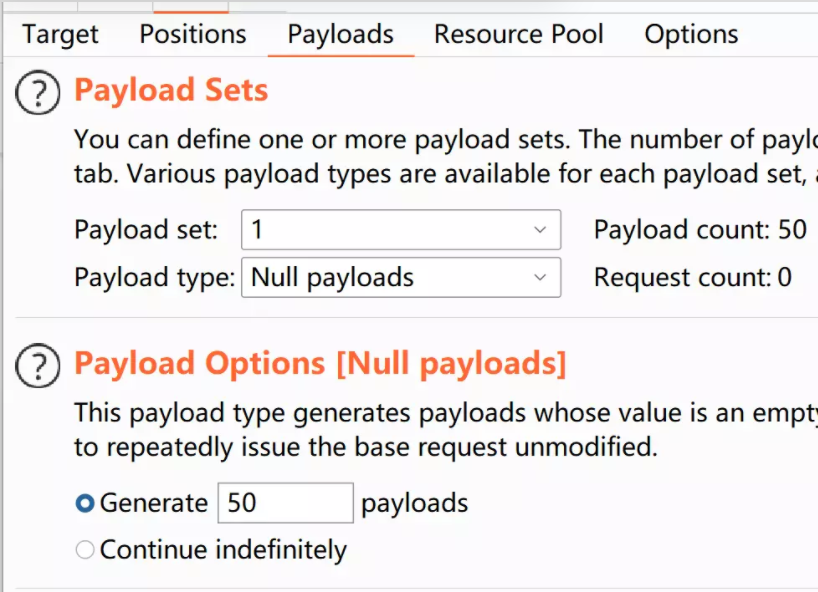 Target Positions Payloads Resource Pool Options
? Payload Sets
You can define one or more payload sets. The number of
tab. Various payload types are available for each payload set,
Payload set: 1 Payload count: 50
Payload type: Null payloads Request count: 0
? Payload Options [Null payloads]
This payload type generates payloads whose value is an
to repeatedly issue the base request unmodified.
Generate 50 payloads
Continue indefinitely